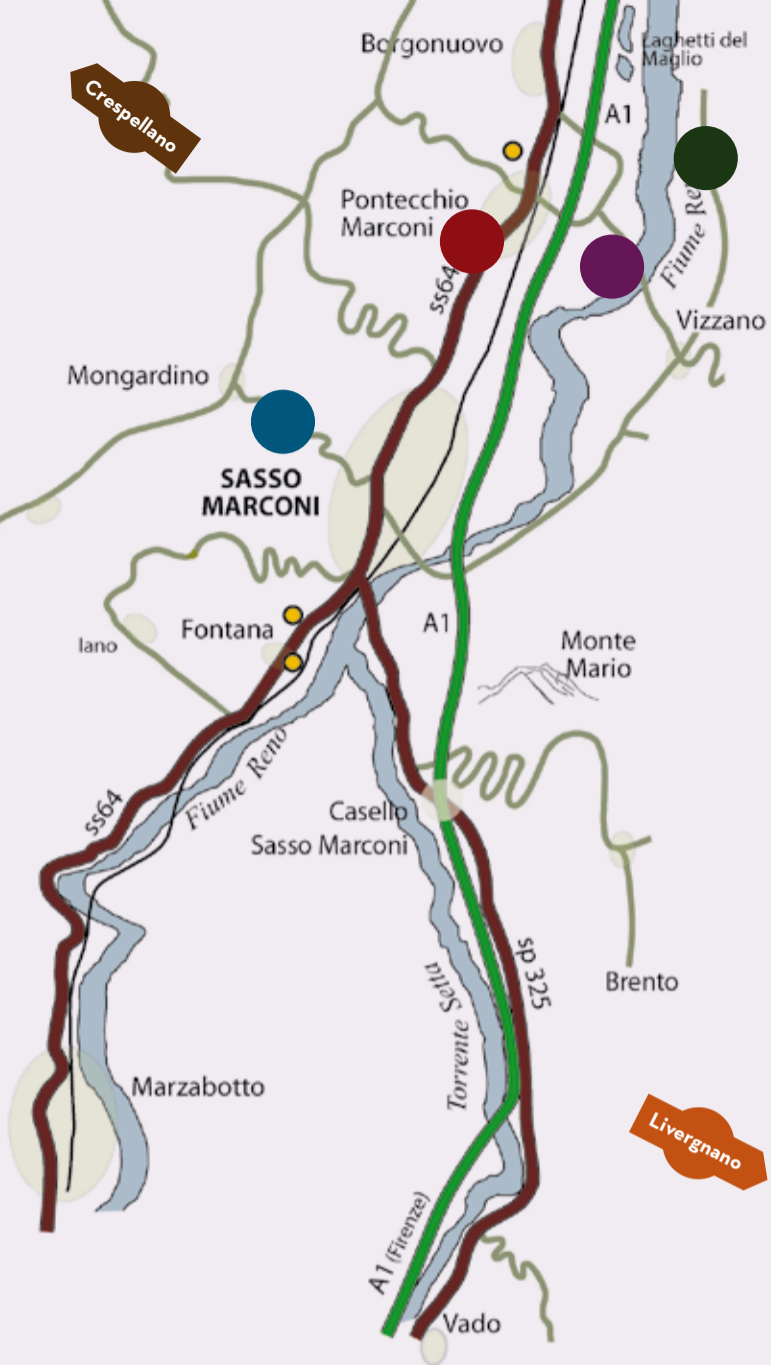 Borgonuovo
Laghetti del
Maglio
Crespellano
A1
Pontecchio
Marconi
Fiume Re
ss64
Vizzano
Mongardino
SASSO
MARCONI
Fontana
A1
Iano
Monte
Mario
Fiume Reno
ss64
Casello
Sasso Marconi
sp 325
Torrente Setta
Brento
Marzabotto
Livergnano
A1 (Firenze)
Vado